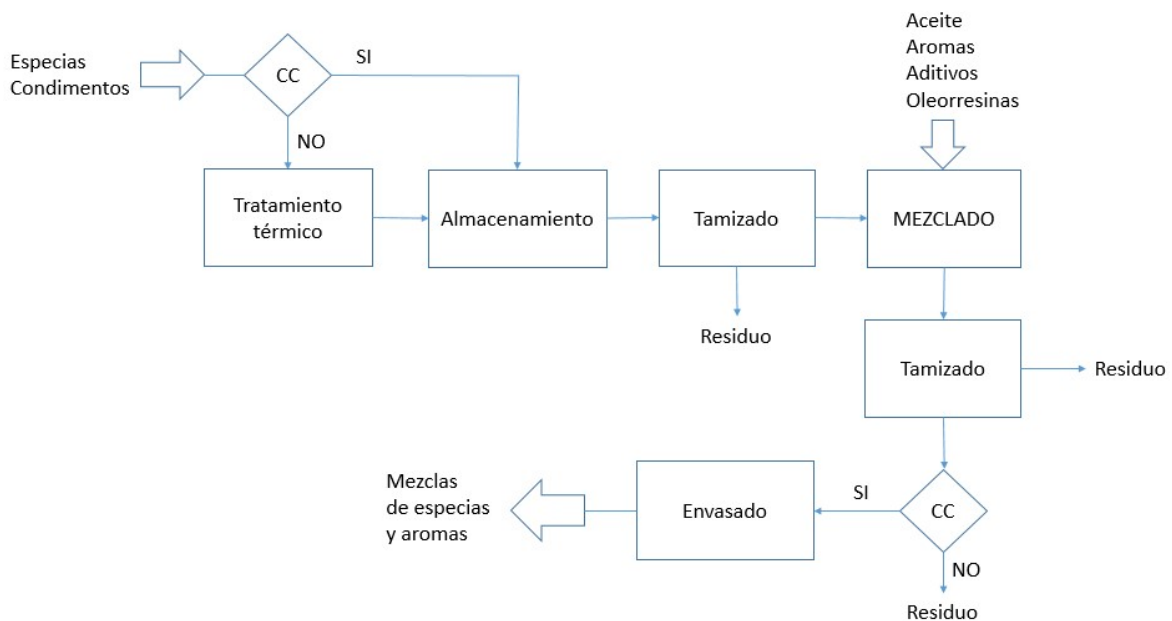 Especias
Condimentos
CC
SI
NO
Aceite
Aromas
Aditivos
Oleorresinas
Tratamiento
térmico
Almacenamiento
Tamizado
MEZCLADO
Residuo
Tamizado
Residuo
Mezclas
de especias
y aromas
Envasado
SI
CC
NO
Residuo